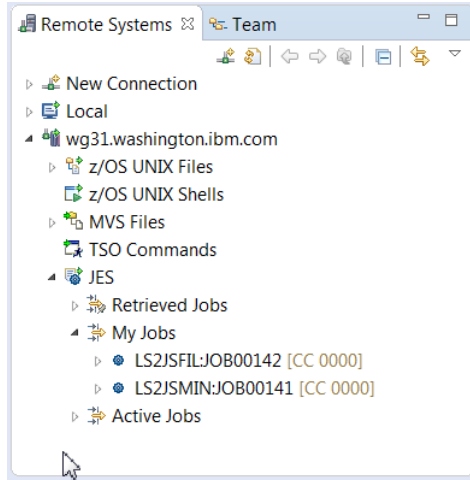 Remote Systems Team
New Connection
Local
wg31.washington.ibm.com
z/OS UNIX Files
z/OS UNIX Shells
MVS Files
TSO Commands
JES
Retrieved Jobs
My Jobs
LS2JSFIL:JOB00142 [CC 0000]
LS2JSMIN:JOB00141 [CC 0000]
Active Jobs